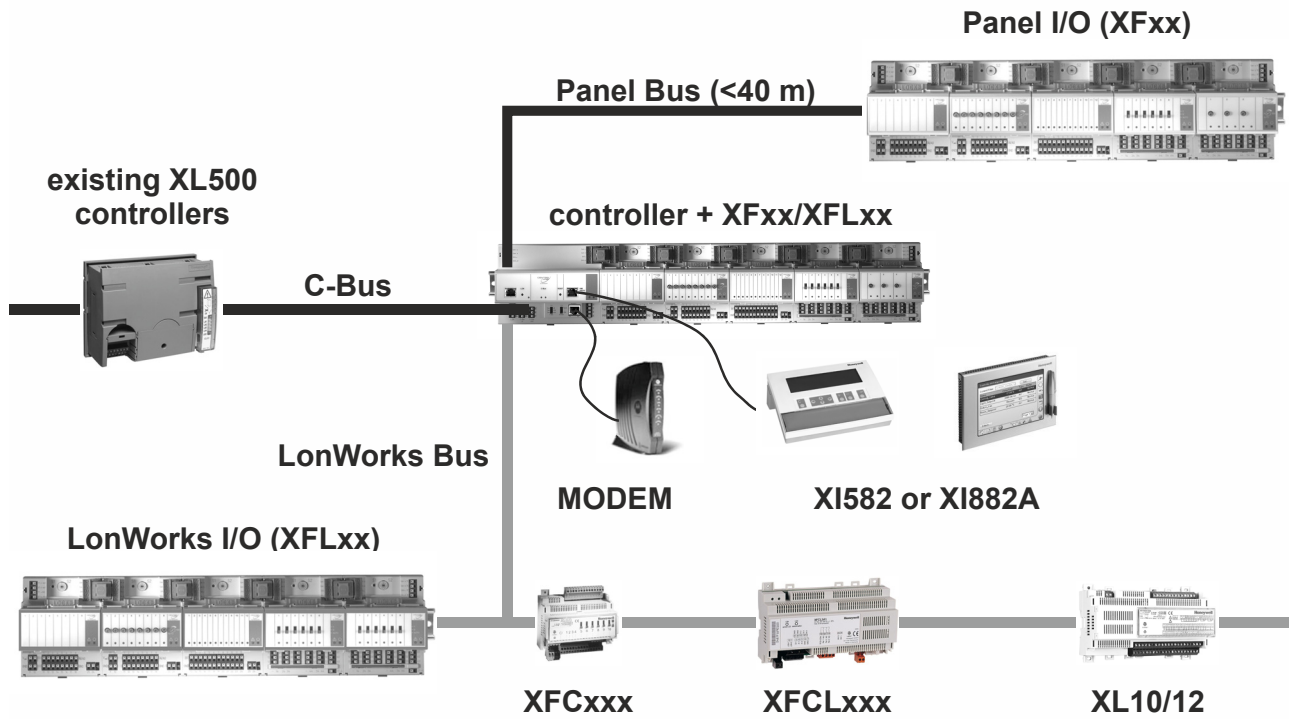 Panel I/O (XFxx)
Panel Bus (<40 m)
existing XL500
controllers
controller + XFxx/XFLxx
C-Bus
LonWorks Bus
MODEM
XI582 or XI882A
LonWorks I/O (XFLxx)
XFCxxx
XFCLxxx
XL10/12